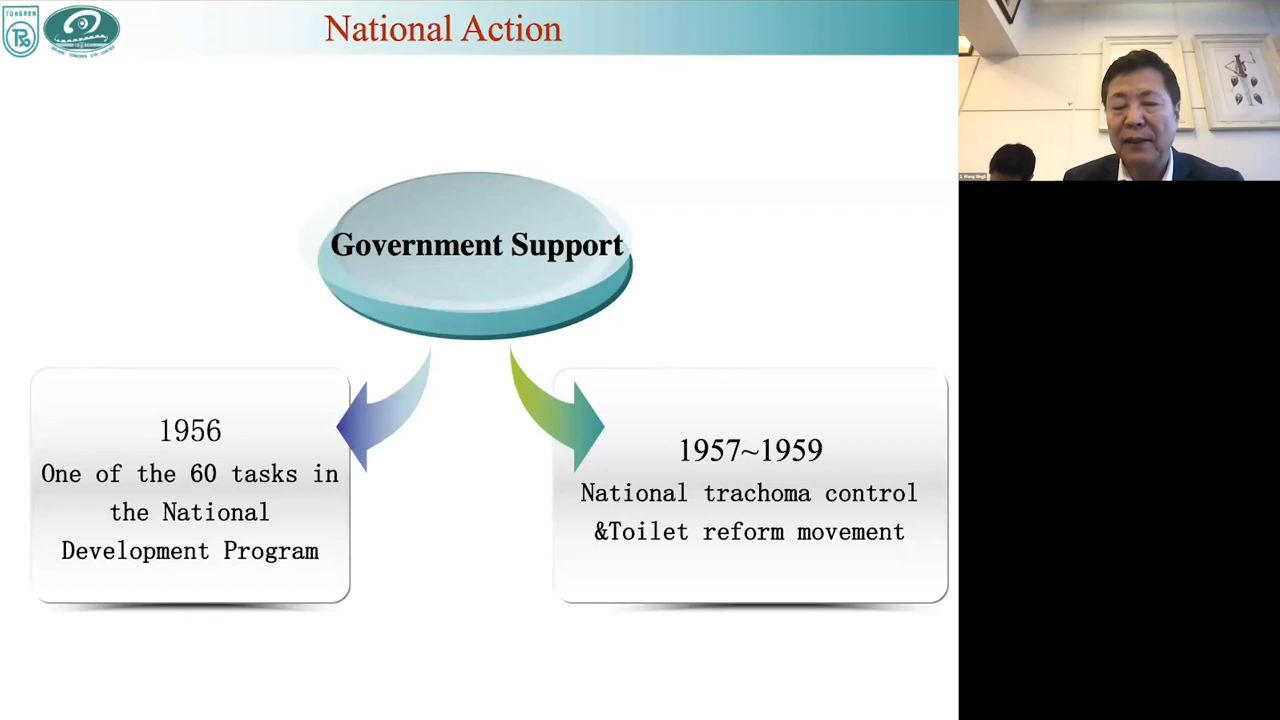 TONGREN
National Action
Government Support
1956
One of the 60 tasks in
the National
Development Program
1957~1959
National trachoma control
&Toilet reform movement